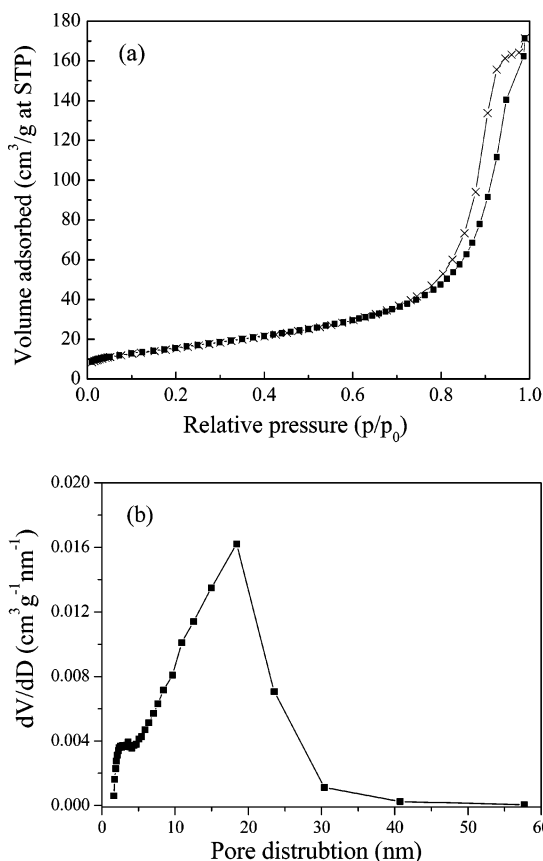 (a)
Volume adsorbed (cm³/g at STP)
180
160
140
120
100
80
60
40
20
0
0.0 0.2 0.4 0.6 0.8 1.0
Relative pressure (p/p₀)
(b)
dV/dD (cm³g⁻¹nm⁻¹)
0.020
0.016
0.012
0.008
0.004
0.000
0 10 20 30 40 50 60
Pore distrubtion (nm)